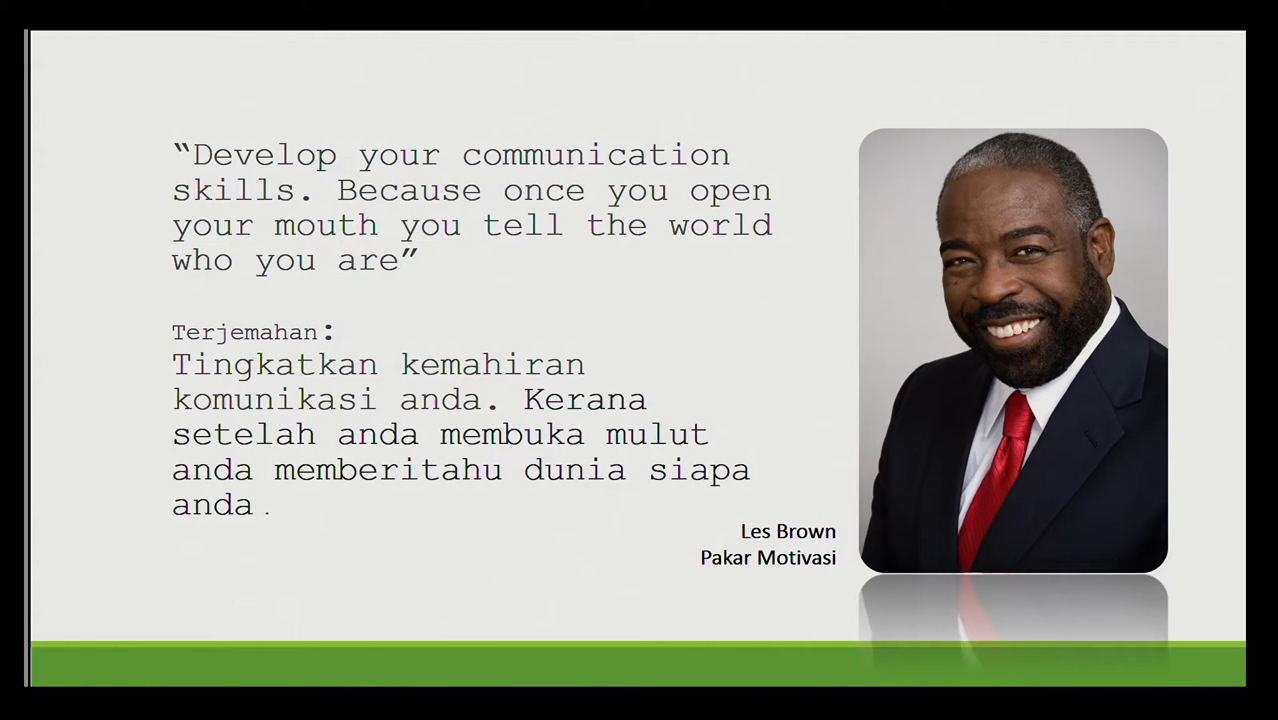 “Develop your communication
skills. Because once you open
your mouth you tell the world
who you are”
Terjemahan:
Tingkatkan kemahiran
komunikasi anda. Kerana
setelah anda membuka mulut
anda memberitahu dunia siapa
anda .
Les Brown
Pakar Motivasi